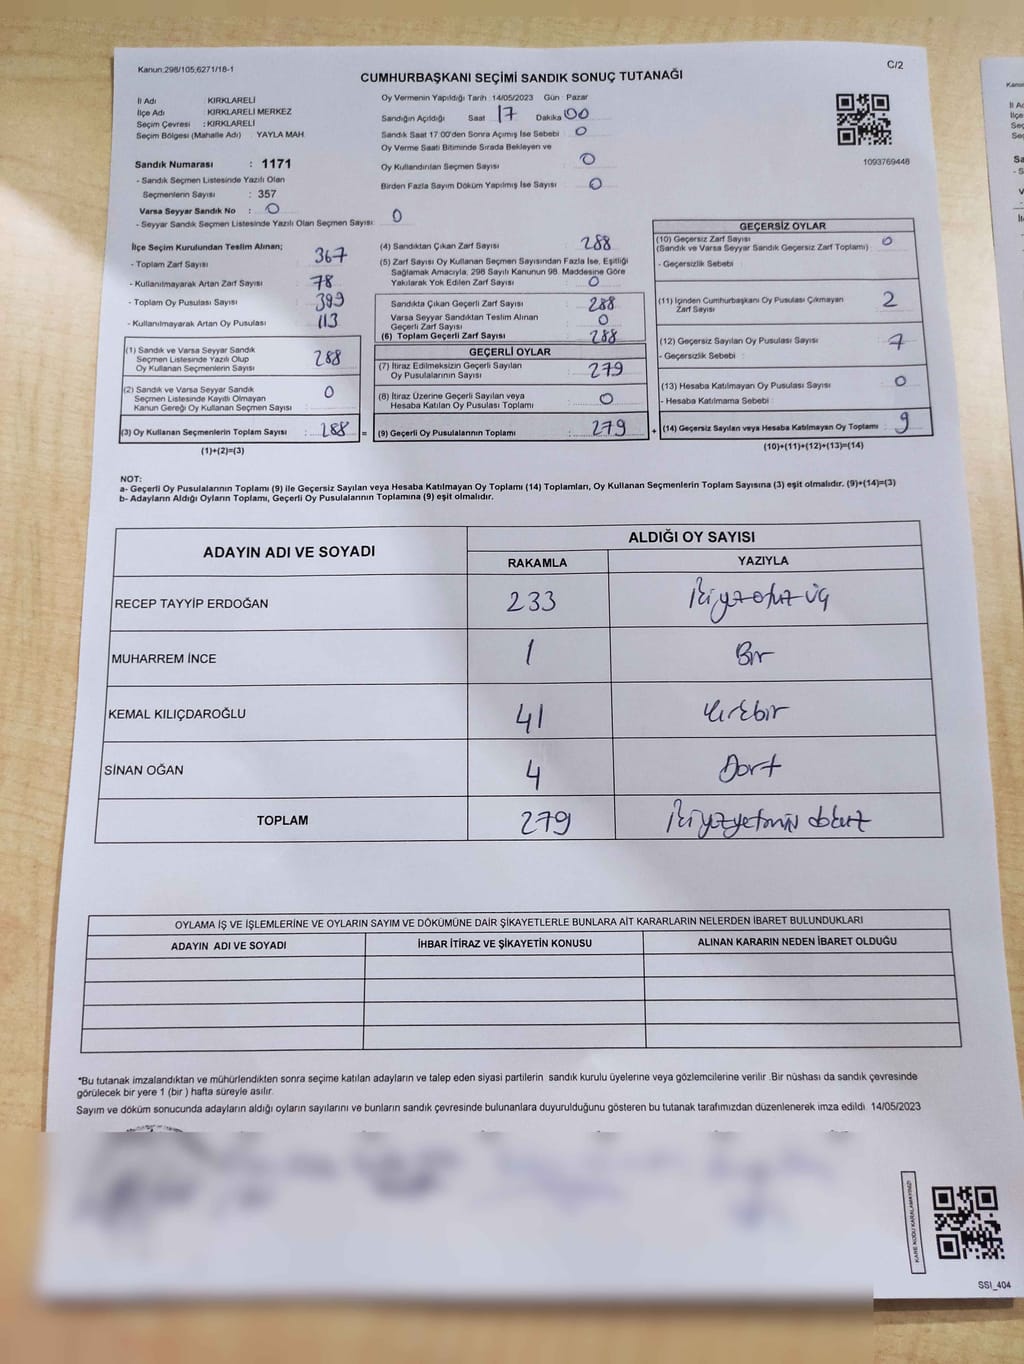 Kanun:298/105,6271/18-1
C/2
CUMHURBAŞKANI SEÇİMİ SANDIK SONUÇ TUTANAĞI
İl Adı : KIRKLARELİ
İlçe Adı : KIRKLARELİ MERKEZ
Seçim Çevresi : KIRKLARELİ
Seçim Bölgesi (Mahalle Adı) YAYLA MAH.
Sandık Numarası : 1171
- Sandık Seçmen Listesinde Yazılı Olan
Seçmenlerin Sayısı : 357
Varsa Seyyar Sandık No : 0
- Seyyar Sandık Seçmen Listesinde Yazılı Olan Seçmen Sayısı: 0
Oy Vermenin Yapıldığı Tarih : 14/05/2023 Gün : Pazar
Sandığın Açıldığı Saat 17 Dakika 00
Sandık Saat 17:00'den Sonra Açılmış İse Sebebi : 0
Oy Verme Saati Bitiminde Sırada Bekleyen ve
Oy Kullandırılan Seçmen Sayısı : 0
Birden Fazla Sayım Döküm Yapılmış İse Sayısı : 0
1093769448
İlçe Seçim Kurulundan Teslim Alınan;
- Toplam Zarf Sayısı : 367
- Kullanılmayarak Artan Zarf Sayısı : 78
- Toplam Oy Pusulası Sayısı : 399
- Kullanılmayarak Artan Oy Pusulası : 113
(1) Sandık ve Varsa Seyyar Sandık
Seçmen Listesinde Yazılı Olup
Oy Kullanan Seçmenlerin Sayısı : 288
(2) Sandık ve Varsa Seyyar Sandık
Seçmen Listesinde Kayıtlı Olmayan
Kanun Gereği Oy Kullanan Seçmen Sayısı : 0
(3) Oy Kullanan Seçmenlerin Toplam Sayısı : 288 =
(1)+(2)=(3)
(4) Sandıktan Çıkan Zarf Sayısı : 288
(5) Zarf Sayısı Oy Kullanan Seçmen Sayısından Fazla İse, Eşitliği
Sağlamak Amacıyla, 298 Sayılı Kanunun 98. Maddesine Göre
Yakılarak Yok Edilen Zarf Sayısı : 0
Sandıkta Çıkan Geçerli Zarf Sayısı : 288
Varsa Seyyar Sandıktan Teslim Alınan
Geçerli Zarf Sayısı : 0
(6) Toplam Geçerli Zarf Sayısı : 288
GEÇERLİ OYLAR
(7) İtiraz Edilmeksizin Geçerli Sayılan
Oy Pusulalarının Sayısı : 279
(8) İtiraz Üzerine Geçerli Sayılan veya
Hesaba Katılan Oy Pusulası Toplamı : 0
(9) Geçerli Oy Pusulalarının Toplamı : 279 +
GEÇERSİZ OYLAR
(10) Geçersiz Zarf Sayısı : 0
(Sandık ve Varsa Seyyar Sandık Geçersiz Zarf Toplamı)
- Geçersizlik Sebebi :
(11) İçinden Cumhurbaşkanı Oy Pusulası Çıkmayan
Zarf Sayısı : 2
(12) Geçersiz Sayılan Oy Pusulası Sayısı : 7
- Geçersizlik Sebebi :
(13) Hesaba Katılmayan Oy Pusulası Sayısı : 0
- Hesaba Katılmama Sebebi :
(14) Geçersiz Sayılan veya Hesaba Katılmayan Oy Toplamı : 9
(10)+(11)+(12)+(13)=(14)
NOT:
a- Geçerli Oy Pusulalarının Toplamı (9) ile Geçersiz Sayılan veya Hesaba Katılmayan Oy Toplamı (14) Toplamları, Oy Kullanan Seçmenlerin Toplam Sayısına (3) eşit olmalıdır. (9)+(14)=(3)
b- Adayların Aldığı Oyların Toplamı, Geçerli Oy Pusulalarının Toplamına (9) eşit olmalıdır.
ADAYIN ADI VE SOYADI
ALDIĞI OY SAYISI
RAKAMLA YAZIYLA
RECEP TAYYİP ERDOĞAN 233 İkiyüzotuz üç
MUHARREM İNCE 1 Bir
KEMAL KILIÇDAROĞLU 41 Kırkbir
SİNAN OĞAN 4 Dört
TOPLAM 279 İkiyüzyetmiş dokuz
OYLAMA İŞ VE İŞLEMLERİNE VE OYLARIN SAYIM VE DÖKÜMÜNE DAİR ŞİKAYETLERLE BUNLARA AİT KARARLARIN NELERDEN İBARET BULUNDUKLARI
ADAYIN ADI VE SOYADI İHBAR İTİRAZ VE ŞİKAYETİN KONUSU ALINAN KARARIN NEDEN İBARET OLDUĞU
*Bu tutanak imzalandıktan ve mühürlendikten sonra seçime katılan adayların ve talep eden siyasi partilerin sandık kurulu üyelerine veya gözlemcilerine verilir .Bir nüshası da sandık çevresinde
görülecek bir yere 1 (bir ) hafta süreyle asılır.
Sayım ve döküm sonucunda adayların aldığı oyların sayılarını ve bunların sandık çevresinde bulunanlara duyurulduğunu gösteren bu tutanak tarafımızdan düzenlenerek imza edildi 14/05/2023
KARE KODU KARALAMAYINIZ!
SSI_404